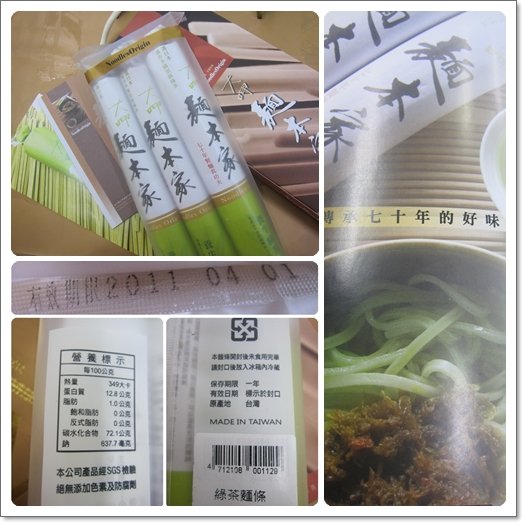 NoodlesOrigin
麵本家
麵本家
麵本家
麵本家
麵本家
傳承七十年的好味
有效期限2011 04 01
營養標示
每100公克
熱量 349大卡
蛋白質 12.8公克
脂肪 1.0公克
飽和脂肪 0公克
反式脂肪 0公克
碳水化合物 72.1公克
鈉 637.7毫克
本公司產品經SGS檢驗
絕無添加色素及防腐劑
本麵條開封後未食用完畢
請封口後放入冰箱內冷藏
保存期限 一年
有效日期 標示於封口
原產地 台灣
MADE IN TAIWAN
4 712108 001129
綠茶麵條